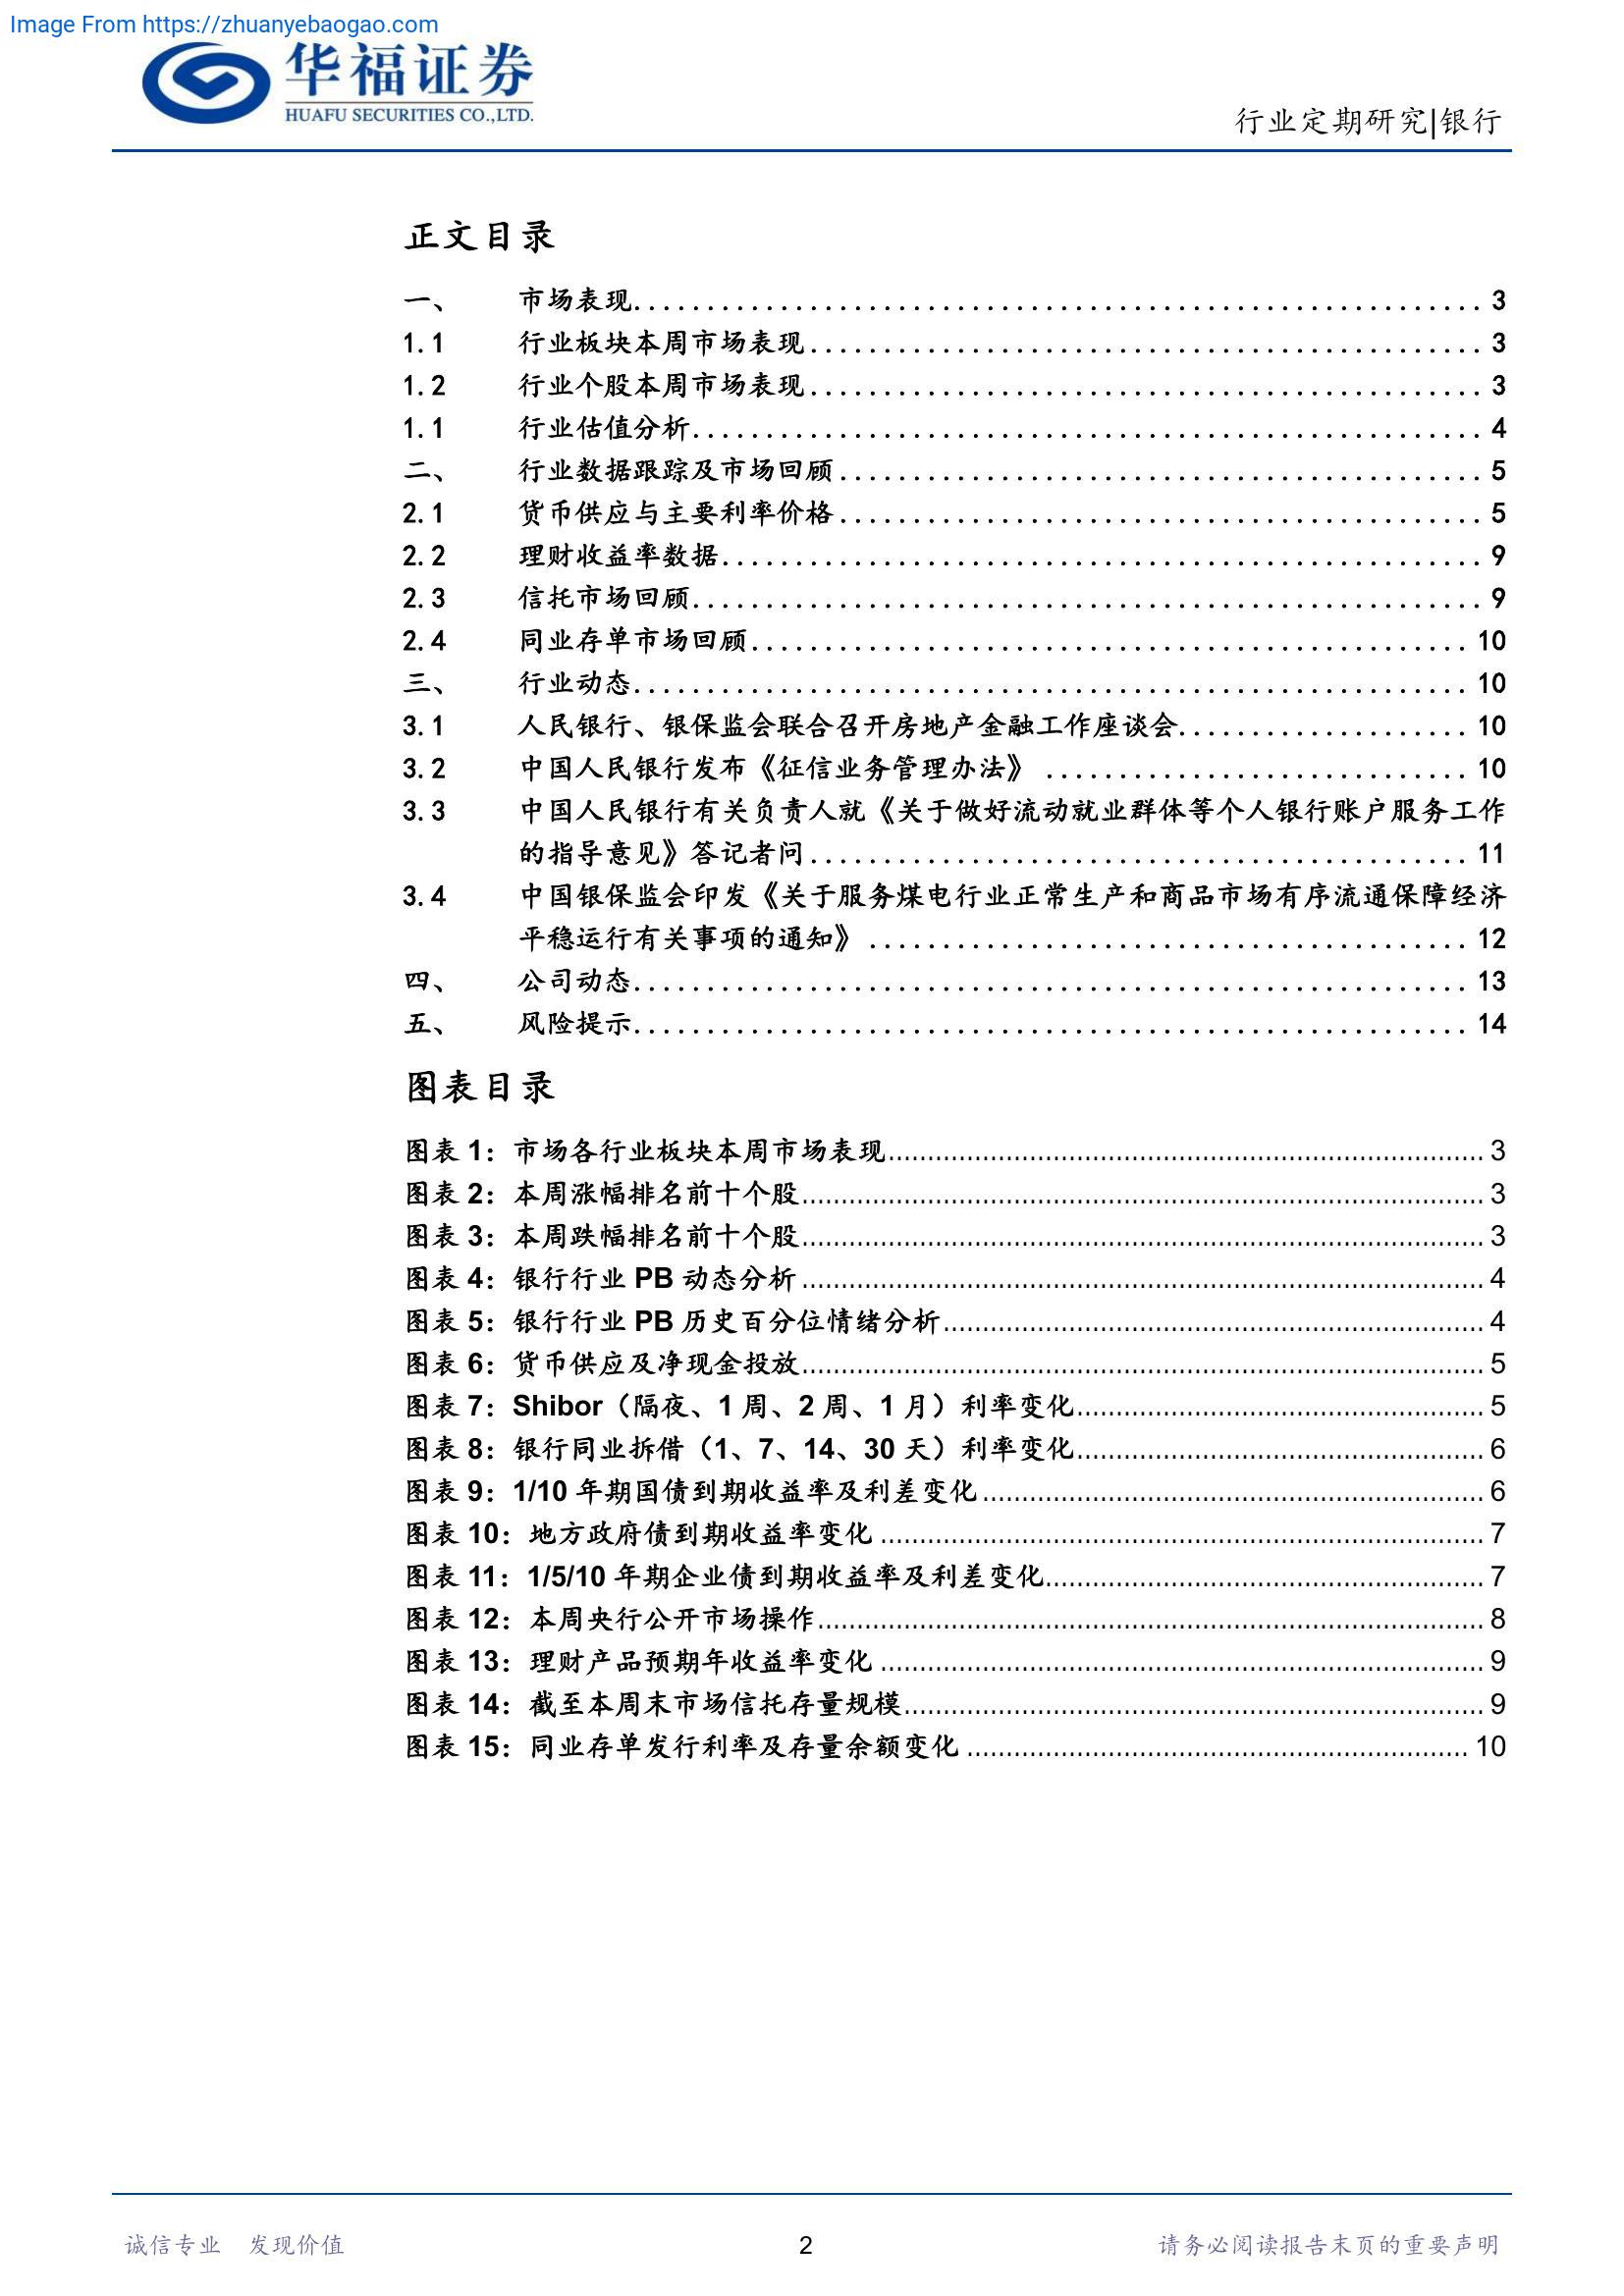 Image From https://zhuanyebaogao.com
华福证券
HUAFU SECURITIES CO.,LTD.
行业定期研究|银行
正文目录
一、 市场表现 3
1.1 行业板块本周市场表现 3
1.2 行业个股本周市场表现 3
1.1 行业估值分析 4
二、 行业数据跟踪及市场回顾 5
2.1 货币供应与主要利率价格 5
2.2 理财收益率数据 9
2.3 信托市场回顾 9
2.4 同业存单市场回顾 10
三、 行业动态 10
3.1 人民银行、银保监会联合召开房地产金融工作座谈会 10
3.2 中国人民银行发布《征信业务管理办法》 10
3.3 中国人民银行有关负责人就《关于做好流动就业群体等个人银行账户服务工作
的指导意见》答记者问 11
3.4 中国银保监会印发《关于服务煤电行业正常生产和商品市场有序流通保障经济
平稳运行有关事项的通知》 12
四、 公司动态 13
五、 风险提示 14
图表目录
图表 1：市场各行业板块本周市场表现 3
图表 2：本周涨幅排名前十个股 3
图表 3：本周跌幅排名前十个股 3
图表 4：银行行业 PB 动态分析 4
图表 5：银行行业 PB 历史百分位情绪分析 4
图表 6：货币供应及净现金投放 5
图表 7：Shibor（隔夜、1 周、2 周、1 月）利率变化 5
图表 8：银行同业拆借（1、7、14、30 天）利率变化 6
图表 9：1/10 年期国债到期收益率及利差变化 6
图表 10：地方政府债到期收益率变化 7
图表 11：1/5/10 年期企业债到期收益率及利差变化 7
图表 12：本周央行公开市场操作 8
图表 13：理财产品预期年收益率变化 9
图表 14：截至本周末市场信托存量规模 9
图表 15：同业存单发行利率及存量余额变化 10
诚信专业 发现价值
2
请务必阅读报告末页的重要声明